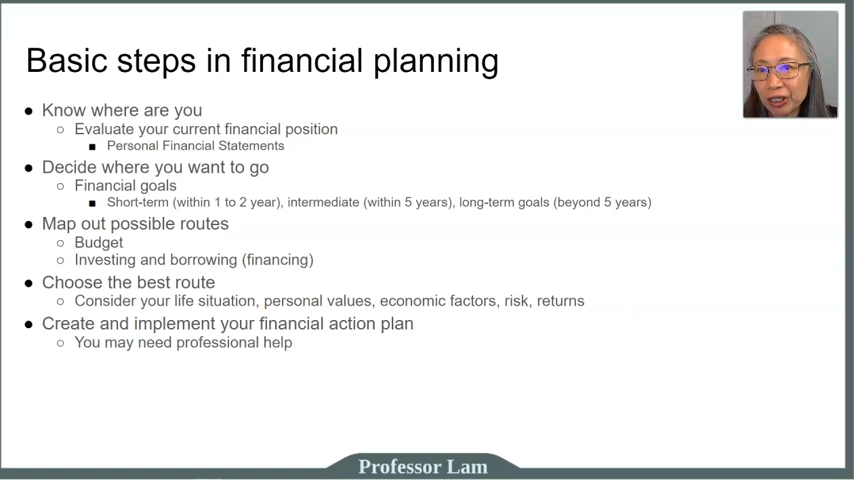 Basic steps in financial planning
● Know where are you
○ Evaluate your current financial position
■ Personal Financial Statements
● Decide where you want to go
○ Financial goals
■ Short-term (within 1 to 2 year), intermediate (within 5 years), long-term goals (beyond 5 years)
● Map out possible routes
○ Budget
○ Investing and borrowing (financing)
● Choose the best route
○ Consider your life situation, personal values, economic factors, risk, returns
● Create and implement your financial action plan
○ You may need professional help
Professor Lam